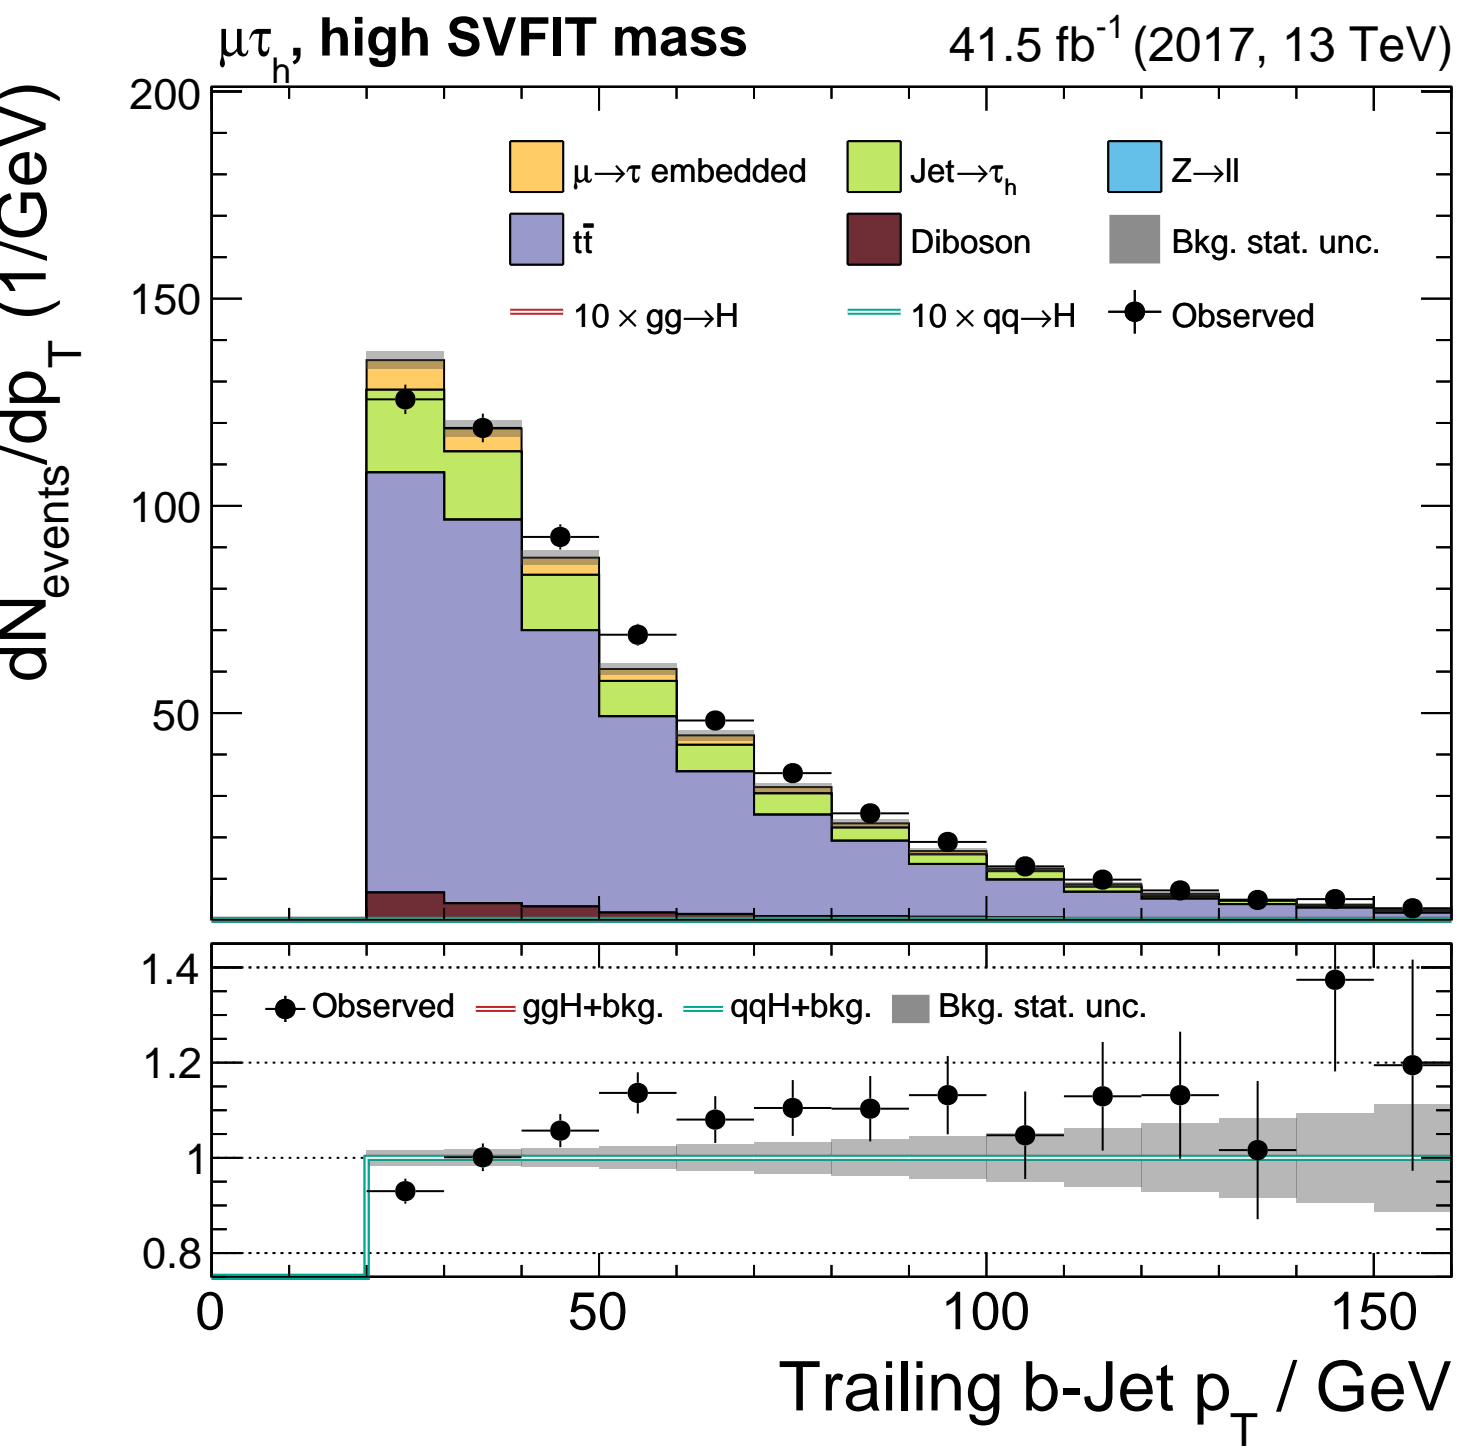 μτh, high SVFIT mass 41.5 fb-1 (2017, 13 TeV)
dNevents/dpT (1/GeV)
200
150
100
50
μ→τ embedded Jet→τh Z→ll
tt̄ Diboson Bkg. stat. unc.
10 × gg→H 10 × qq→H Observed
1.4
1.2
1
0.8
Observed ggH+bkg. qqH+bkg. Bkg. stat. unc.
0 50 100 150
Trailing b-Jet pT / GeV